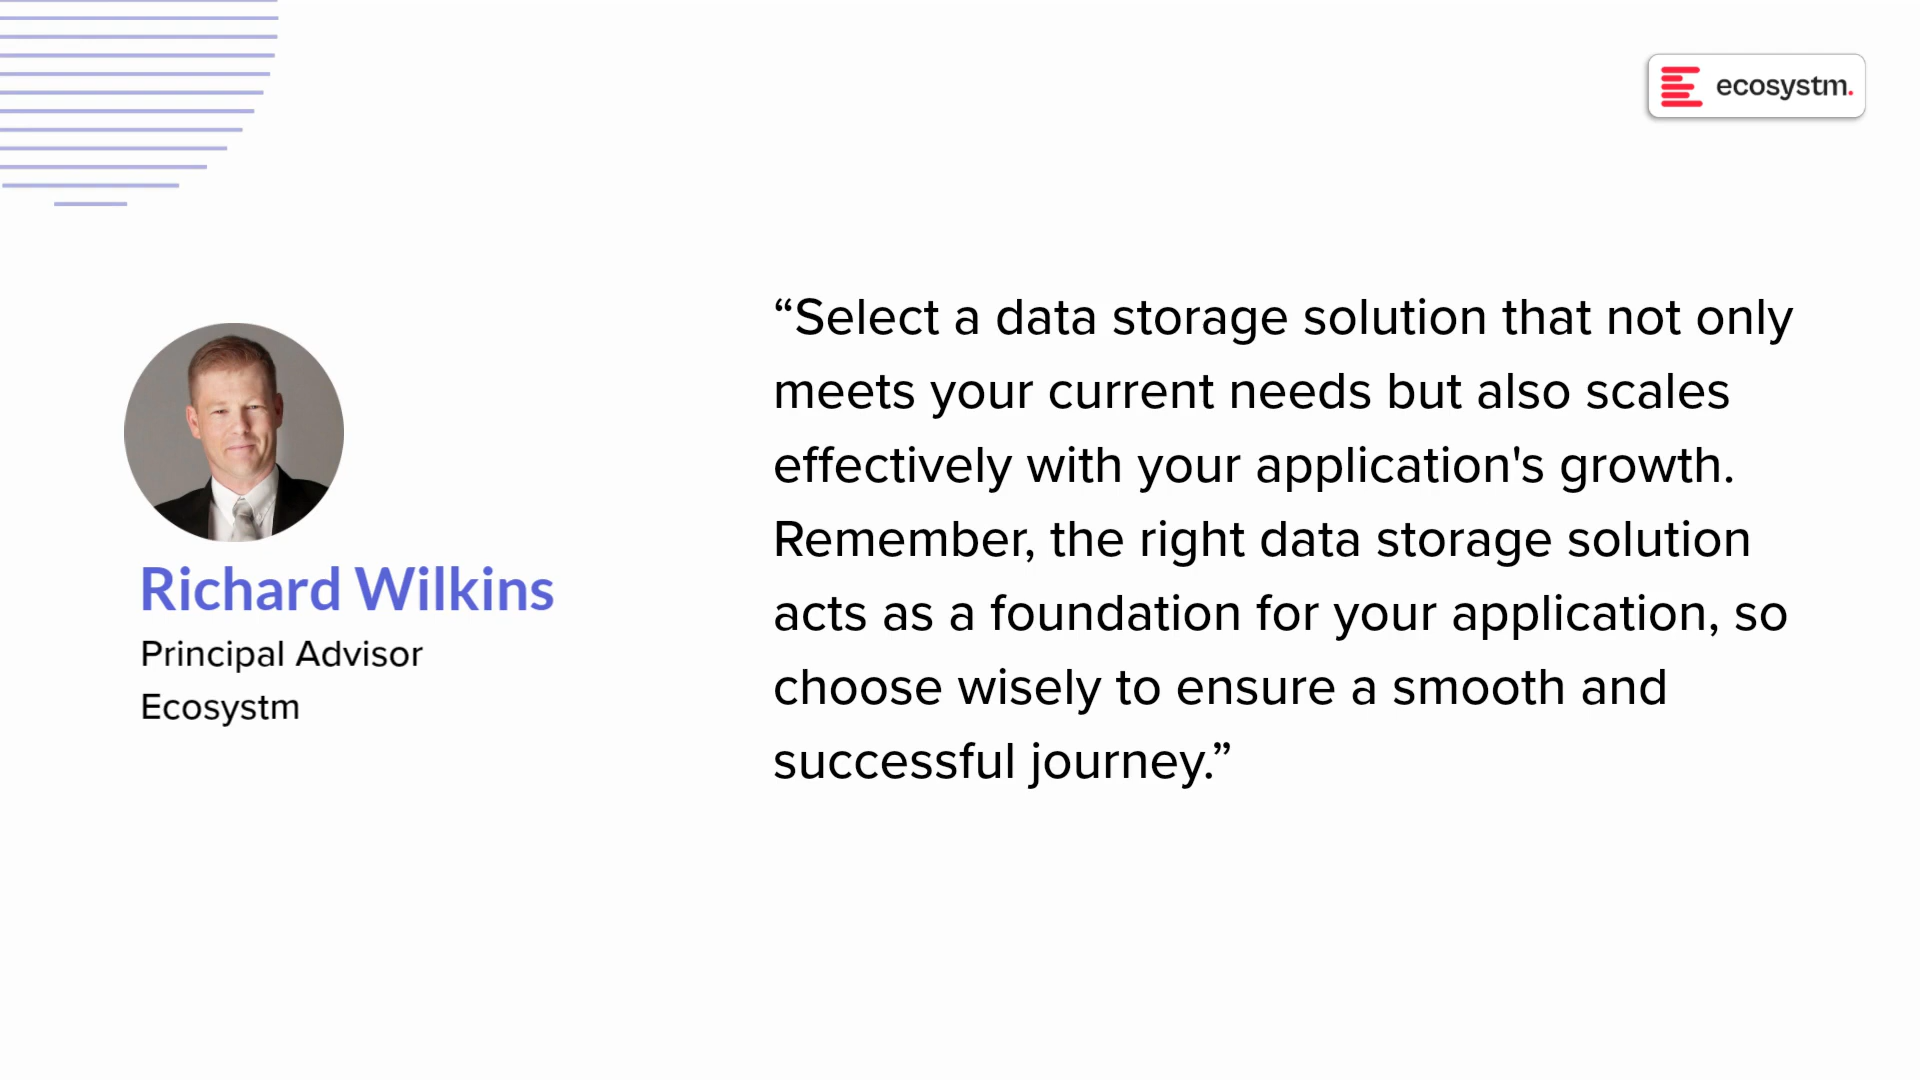 ecosystm.
Richard Wilkins
Principal Advisor
Ecosystm
“Select a data storage solution that not only
meets your current needs but also scales
effectively with your application's growth.
Remember, the right data storage solution
acts as a foundation for your application, so
choose wisely to ensure a smooth and
successful journey.”